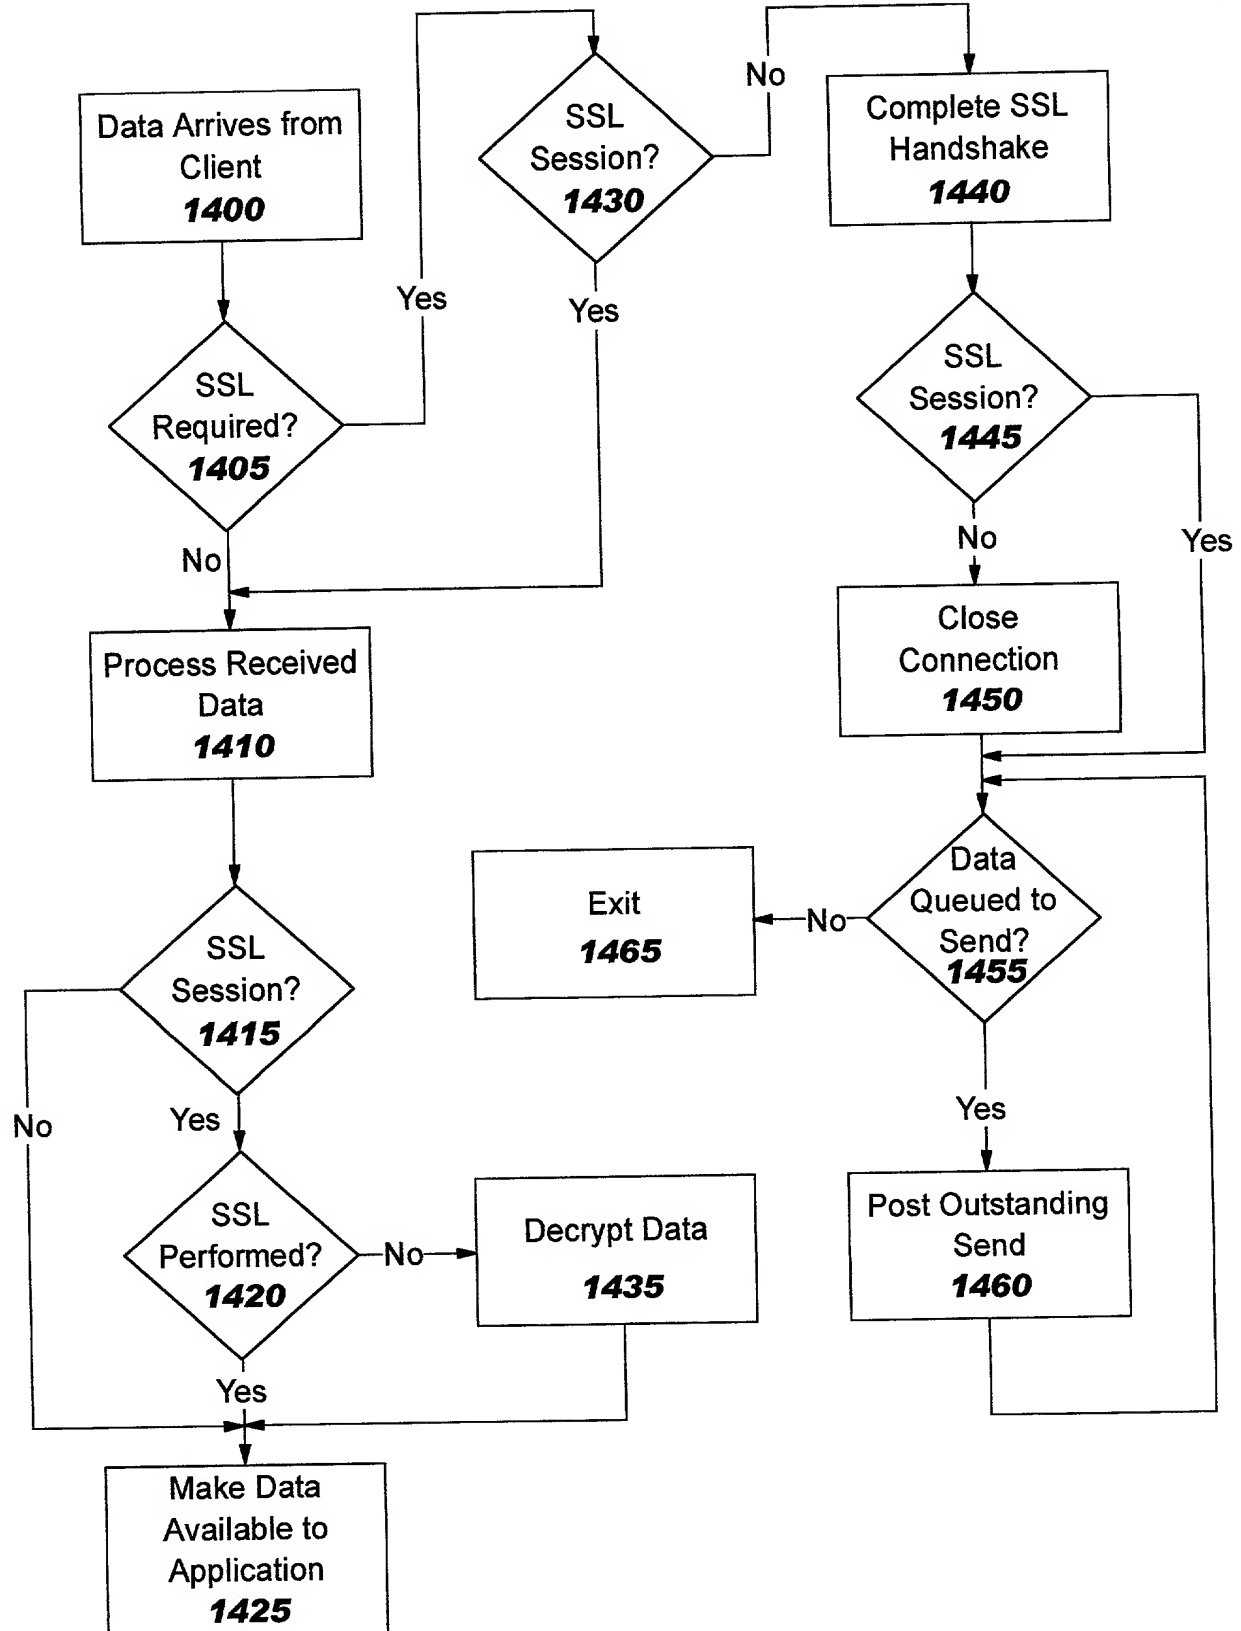 Data Arrives from
Client
1400
Yes
SSL
Required?
1405
No
Process Received
Data
1410
SSL
Session?
1415
No
Yes
SSL
Performed?
1420
No
Yes
Decrypt Data
1435
Make Data
Available to
Application
1425
SSL
Session?
1430
No
Yes
Complete SSL
Handshake
1440
SSL
Session?
1445
No
Yes
Close
Connection
1450
Data
Queued to
Send?
1455
No
Exit
1465
Yes
Post Outstanding
Send
1460